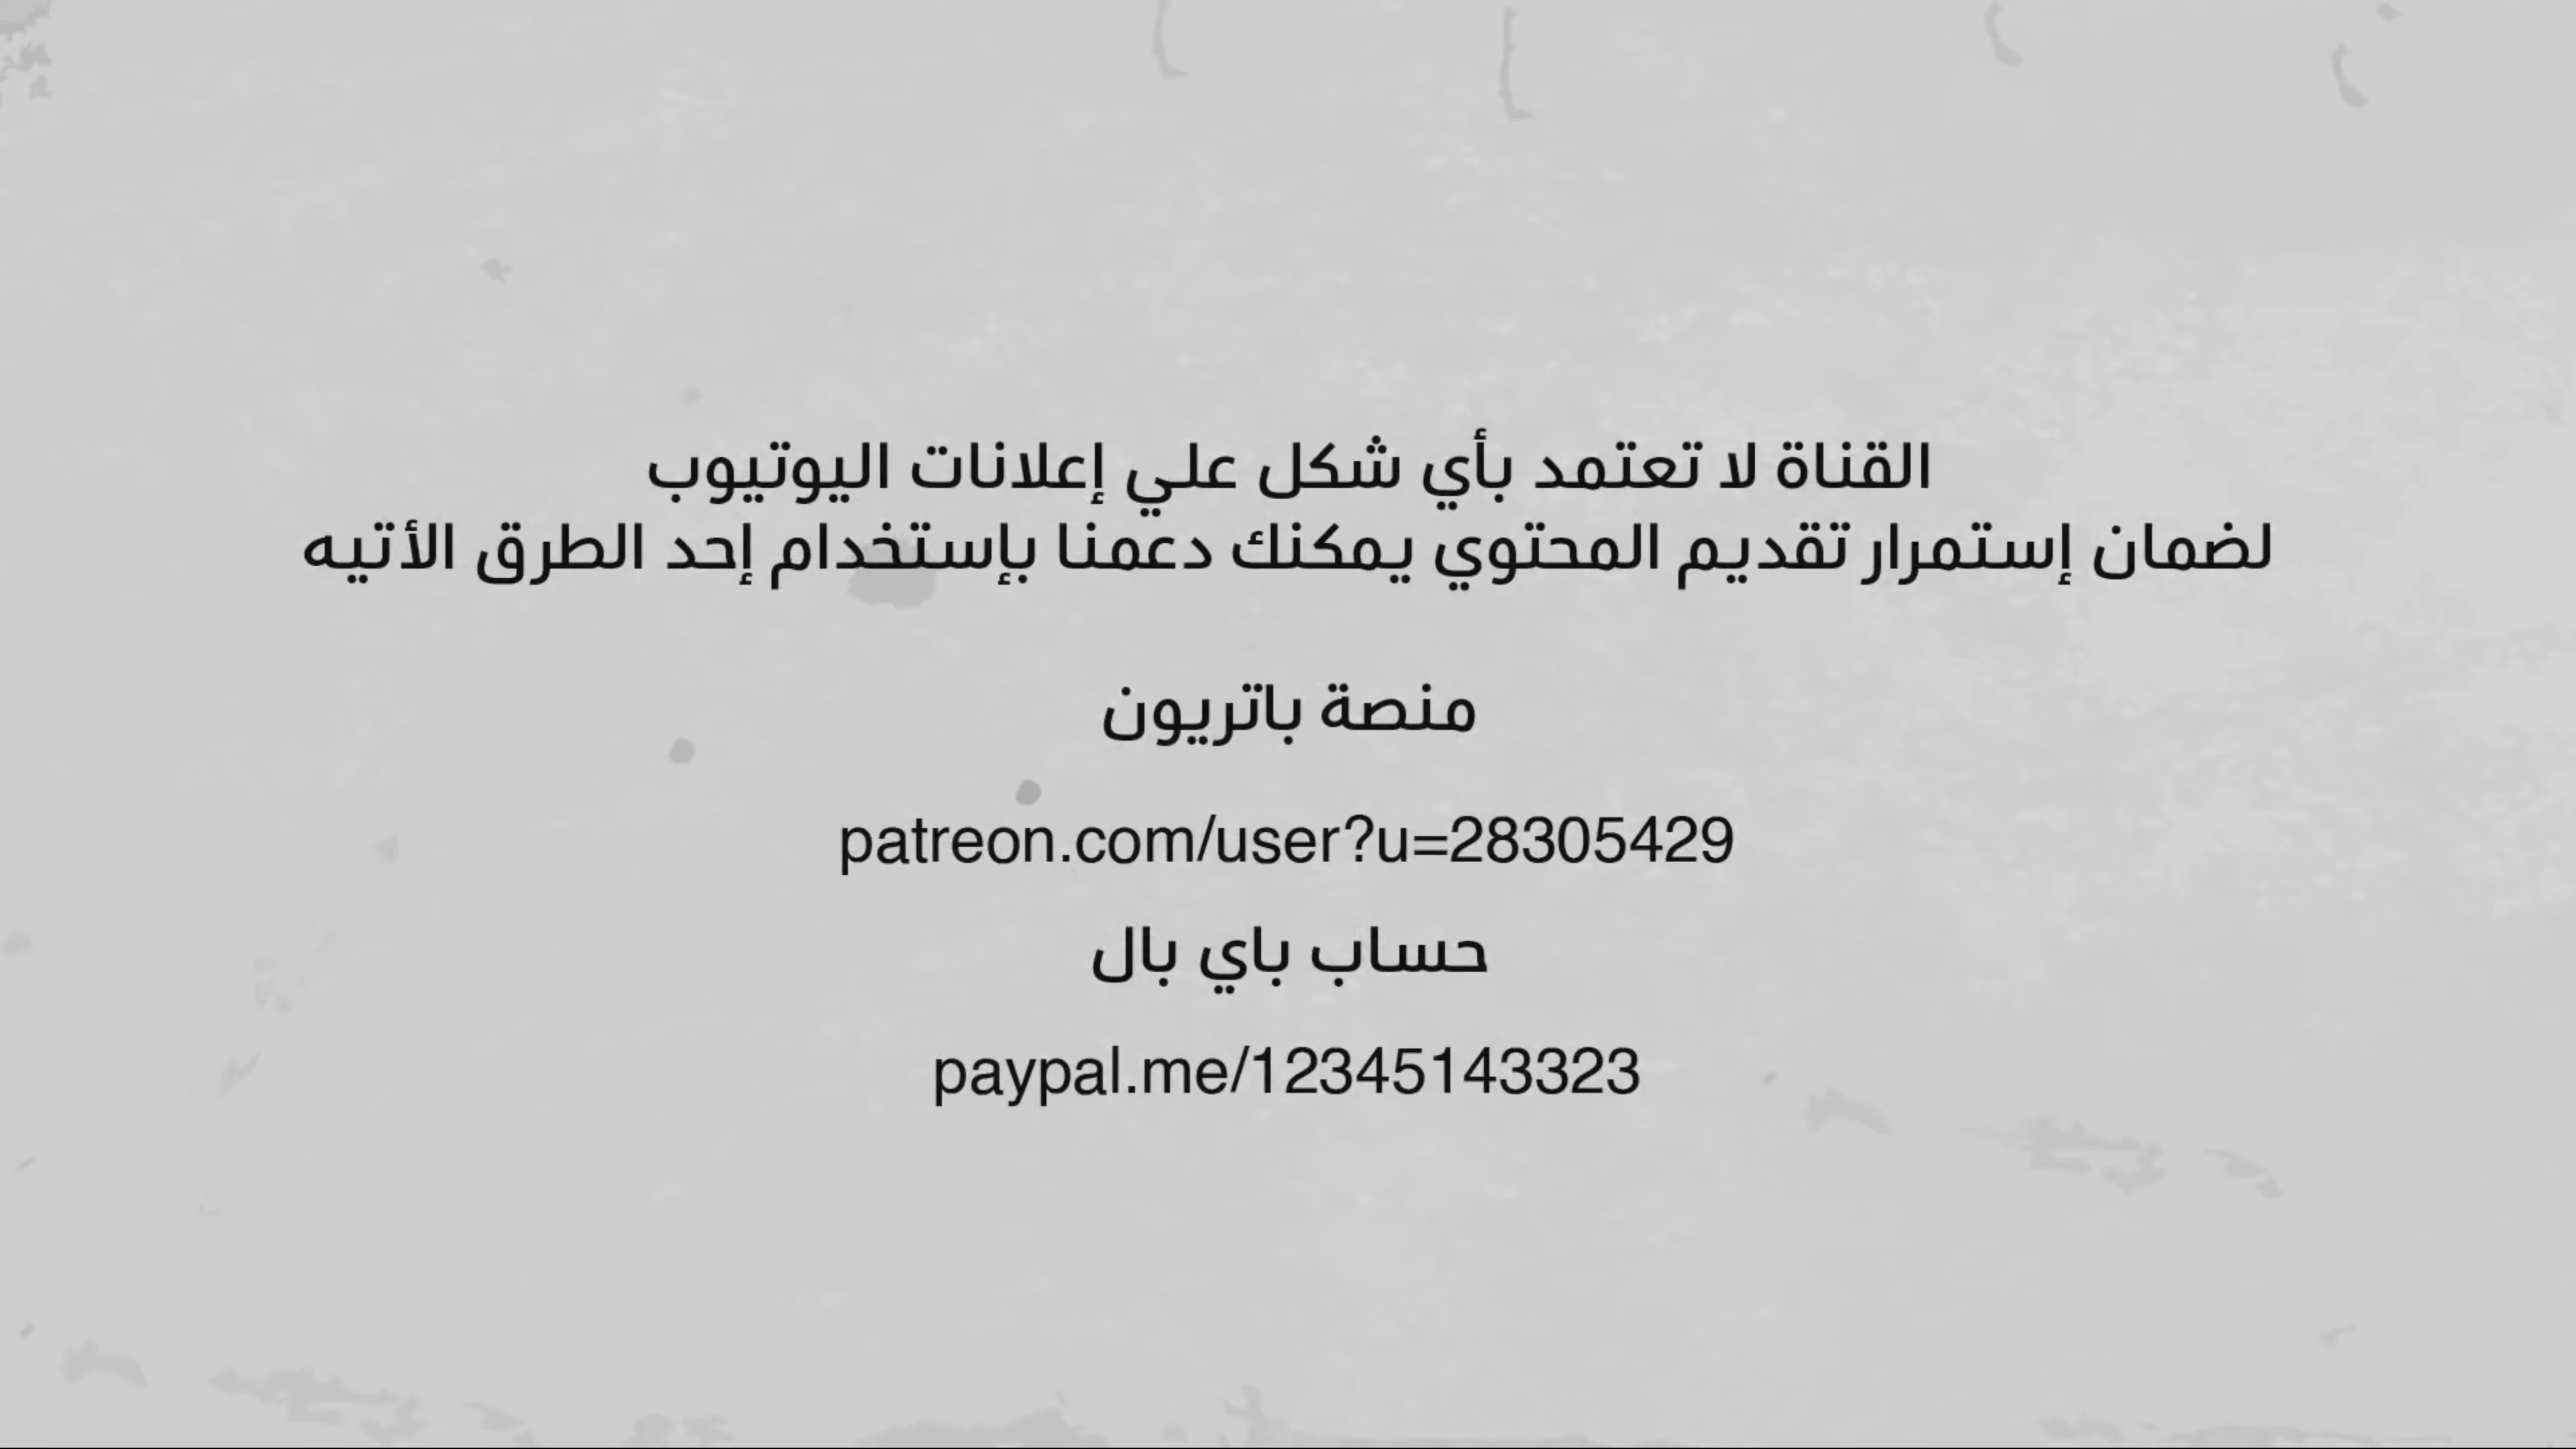 القناة لا تعتمد بأي شكل علي إعلانات اليوتيوب
لضمان إستمرار تقديم المحتوي يمكنك دعمنا بإستخدام إحد الطرق الأتيه
منصة باتريون
patreon.com/user?u=28305429
حساب باي بال
paypal.me/12345143323